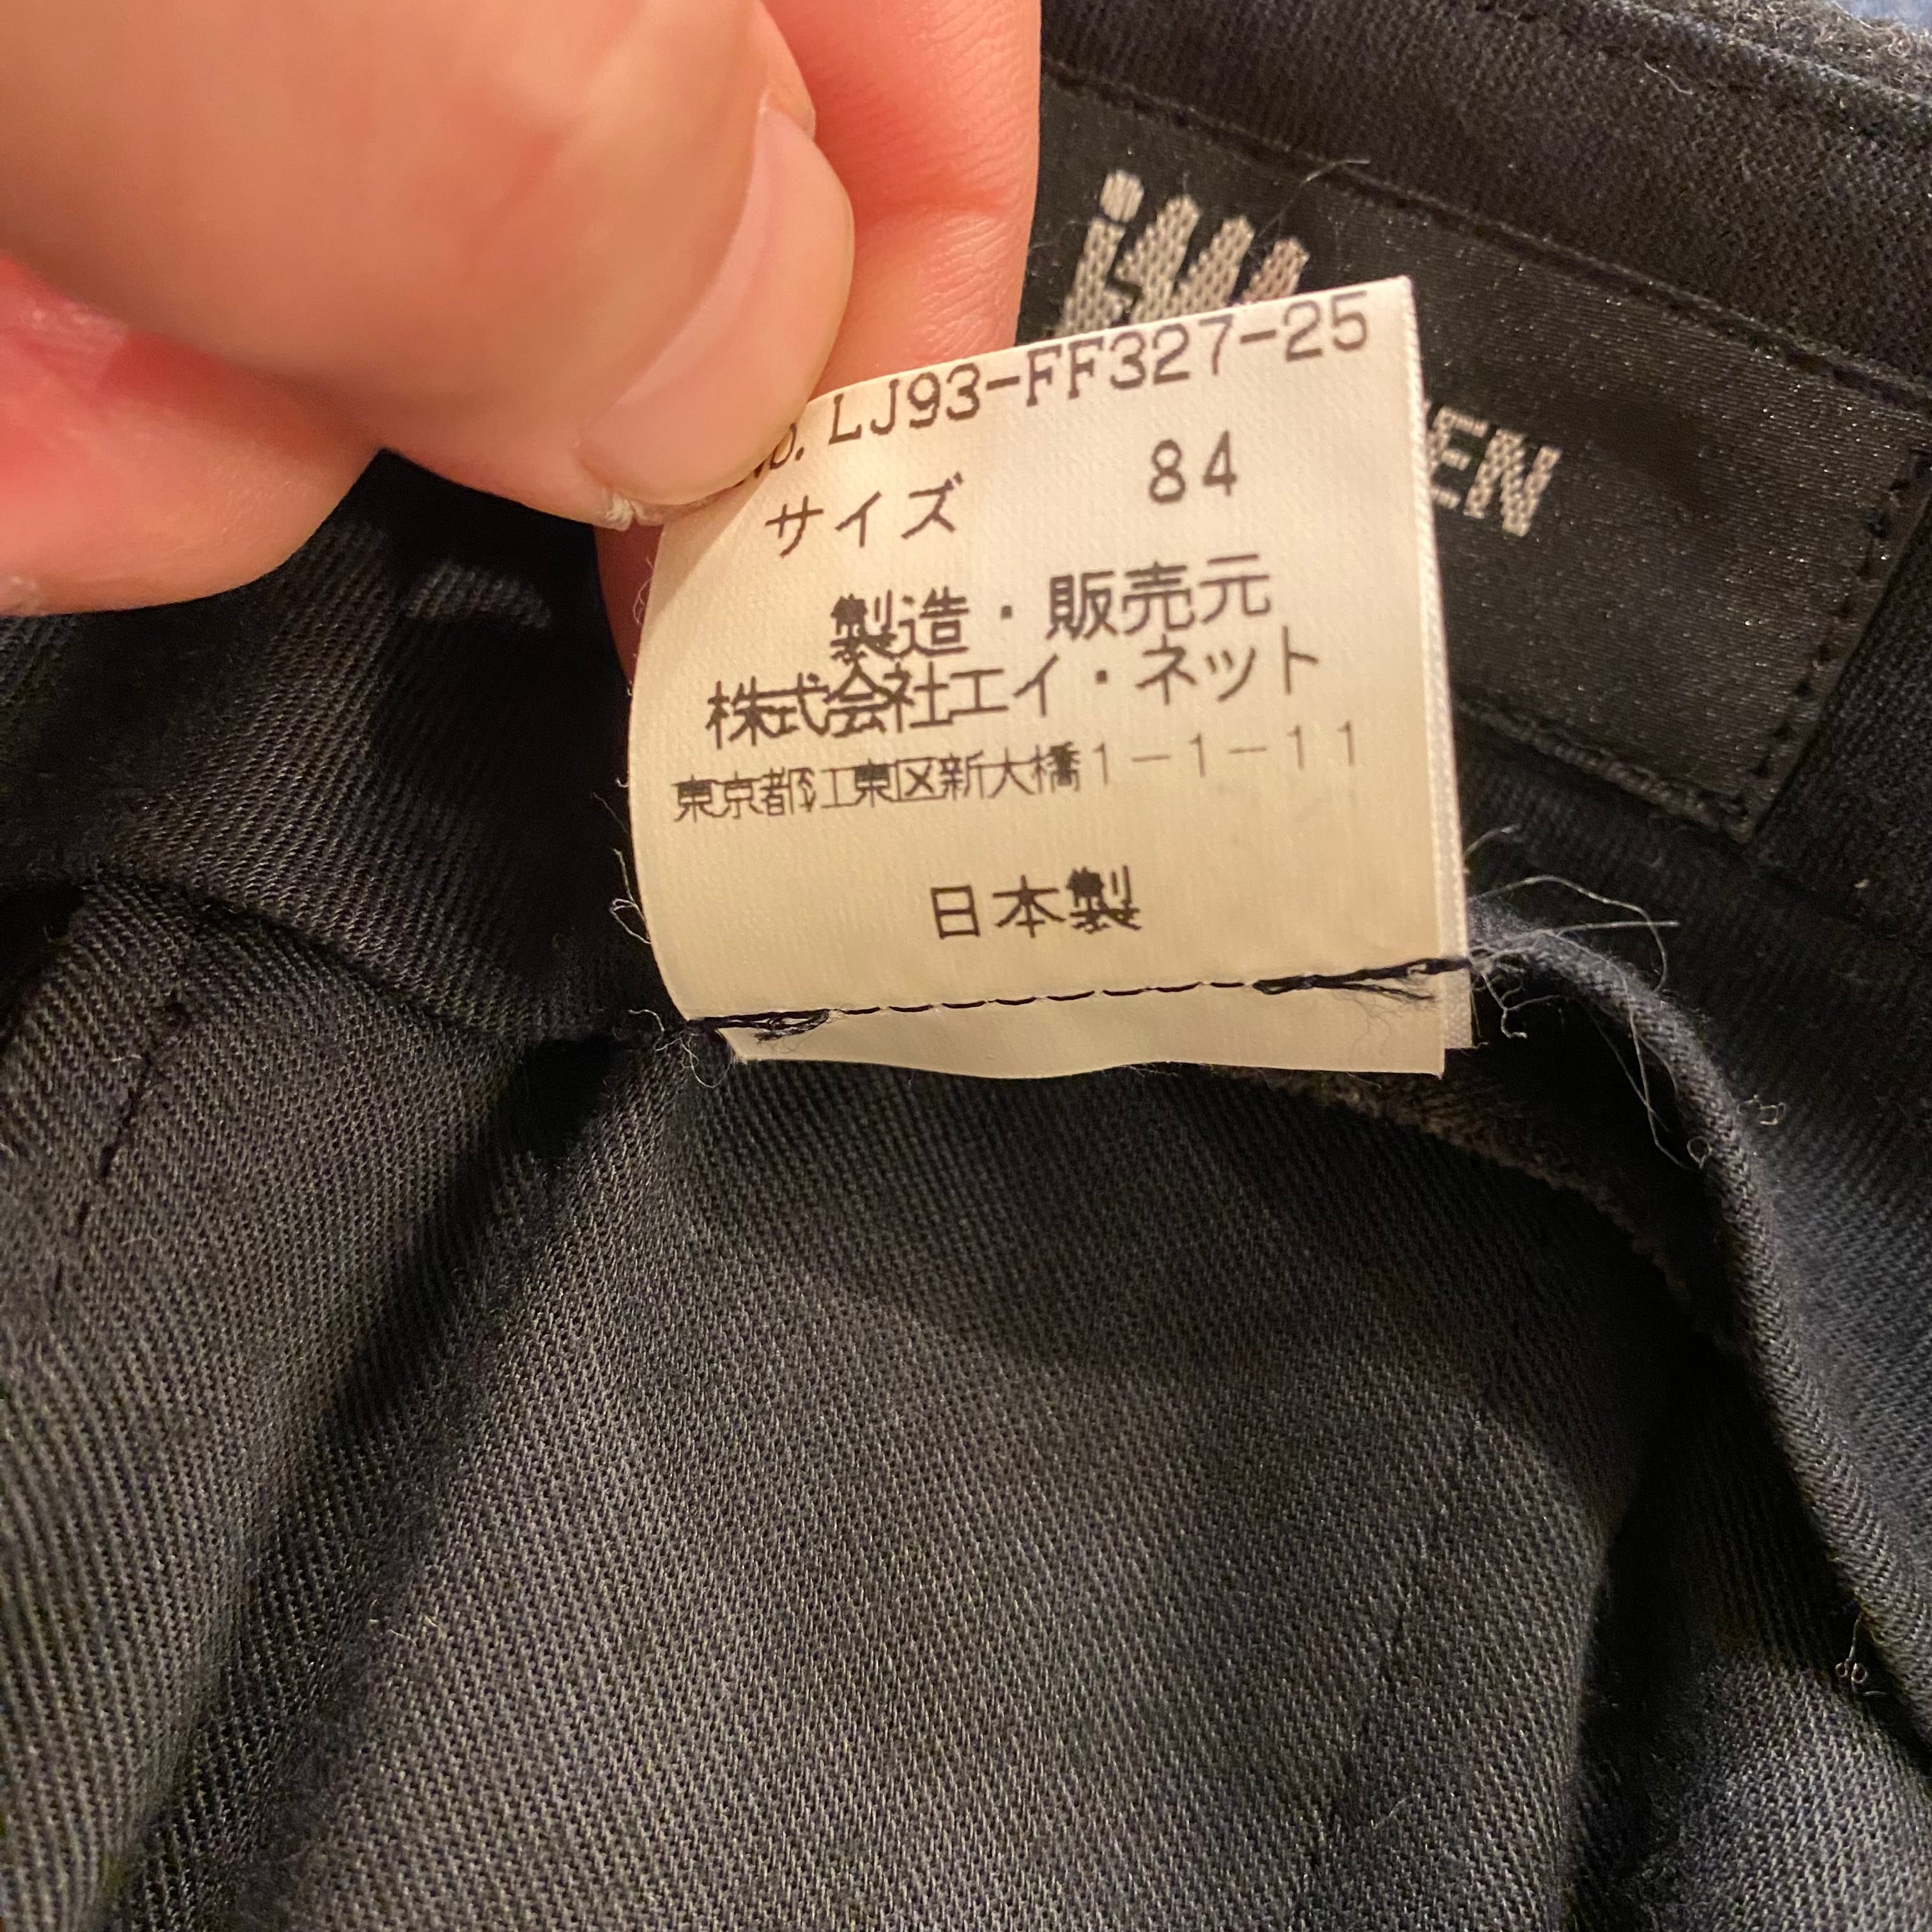 No. LJ93-FF327-25
サイズ 84
製造・販売元
株式会社エイ・ネット
東京都江東区新大橋1-1-11
日本製